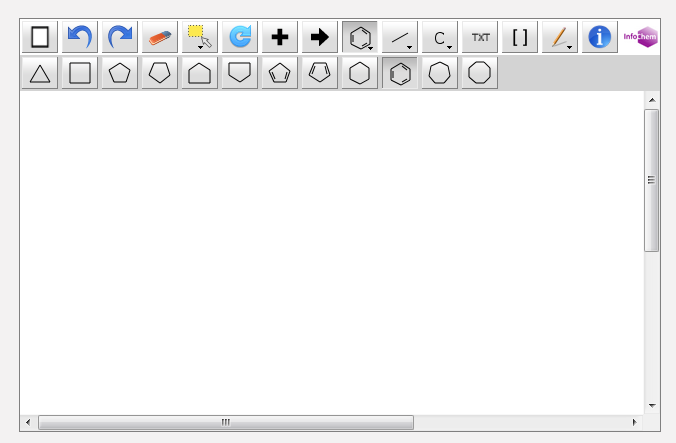 C
TXT
[ ]
i
InfoChem